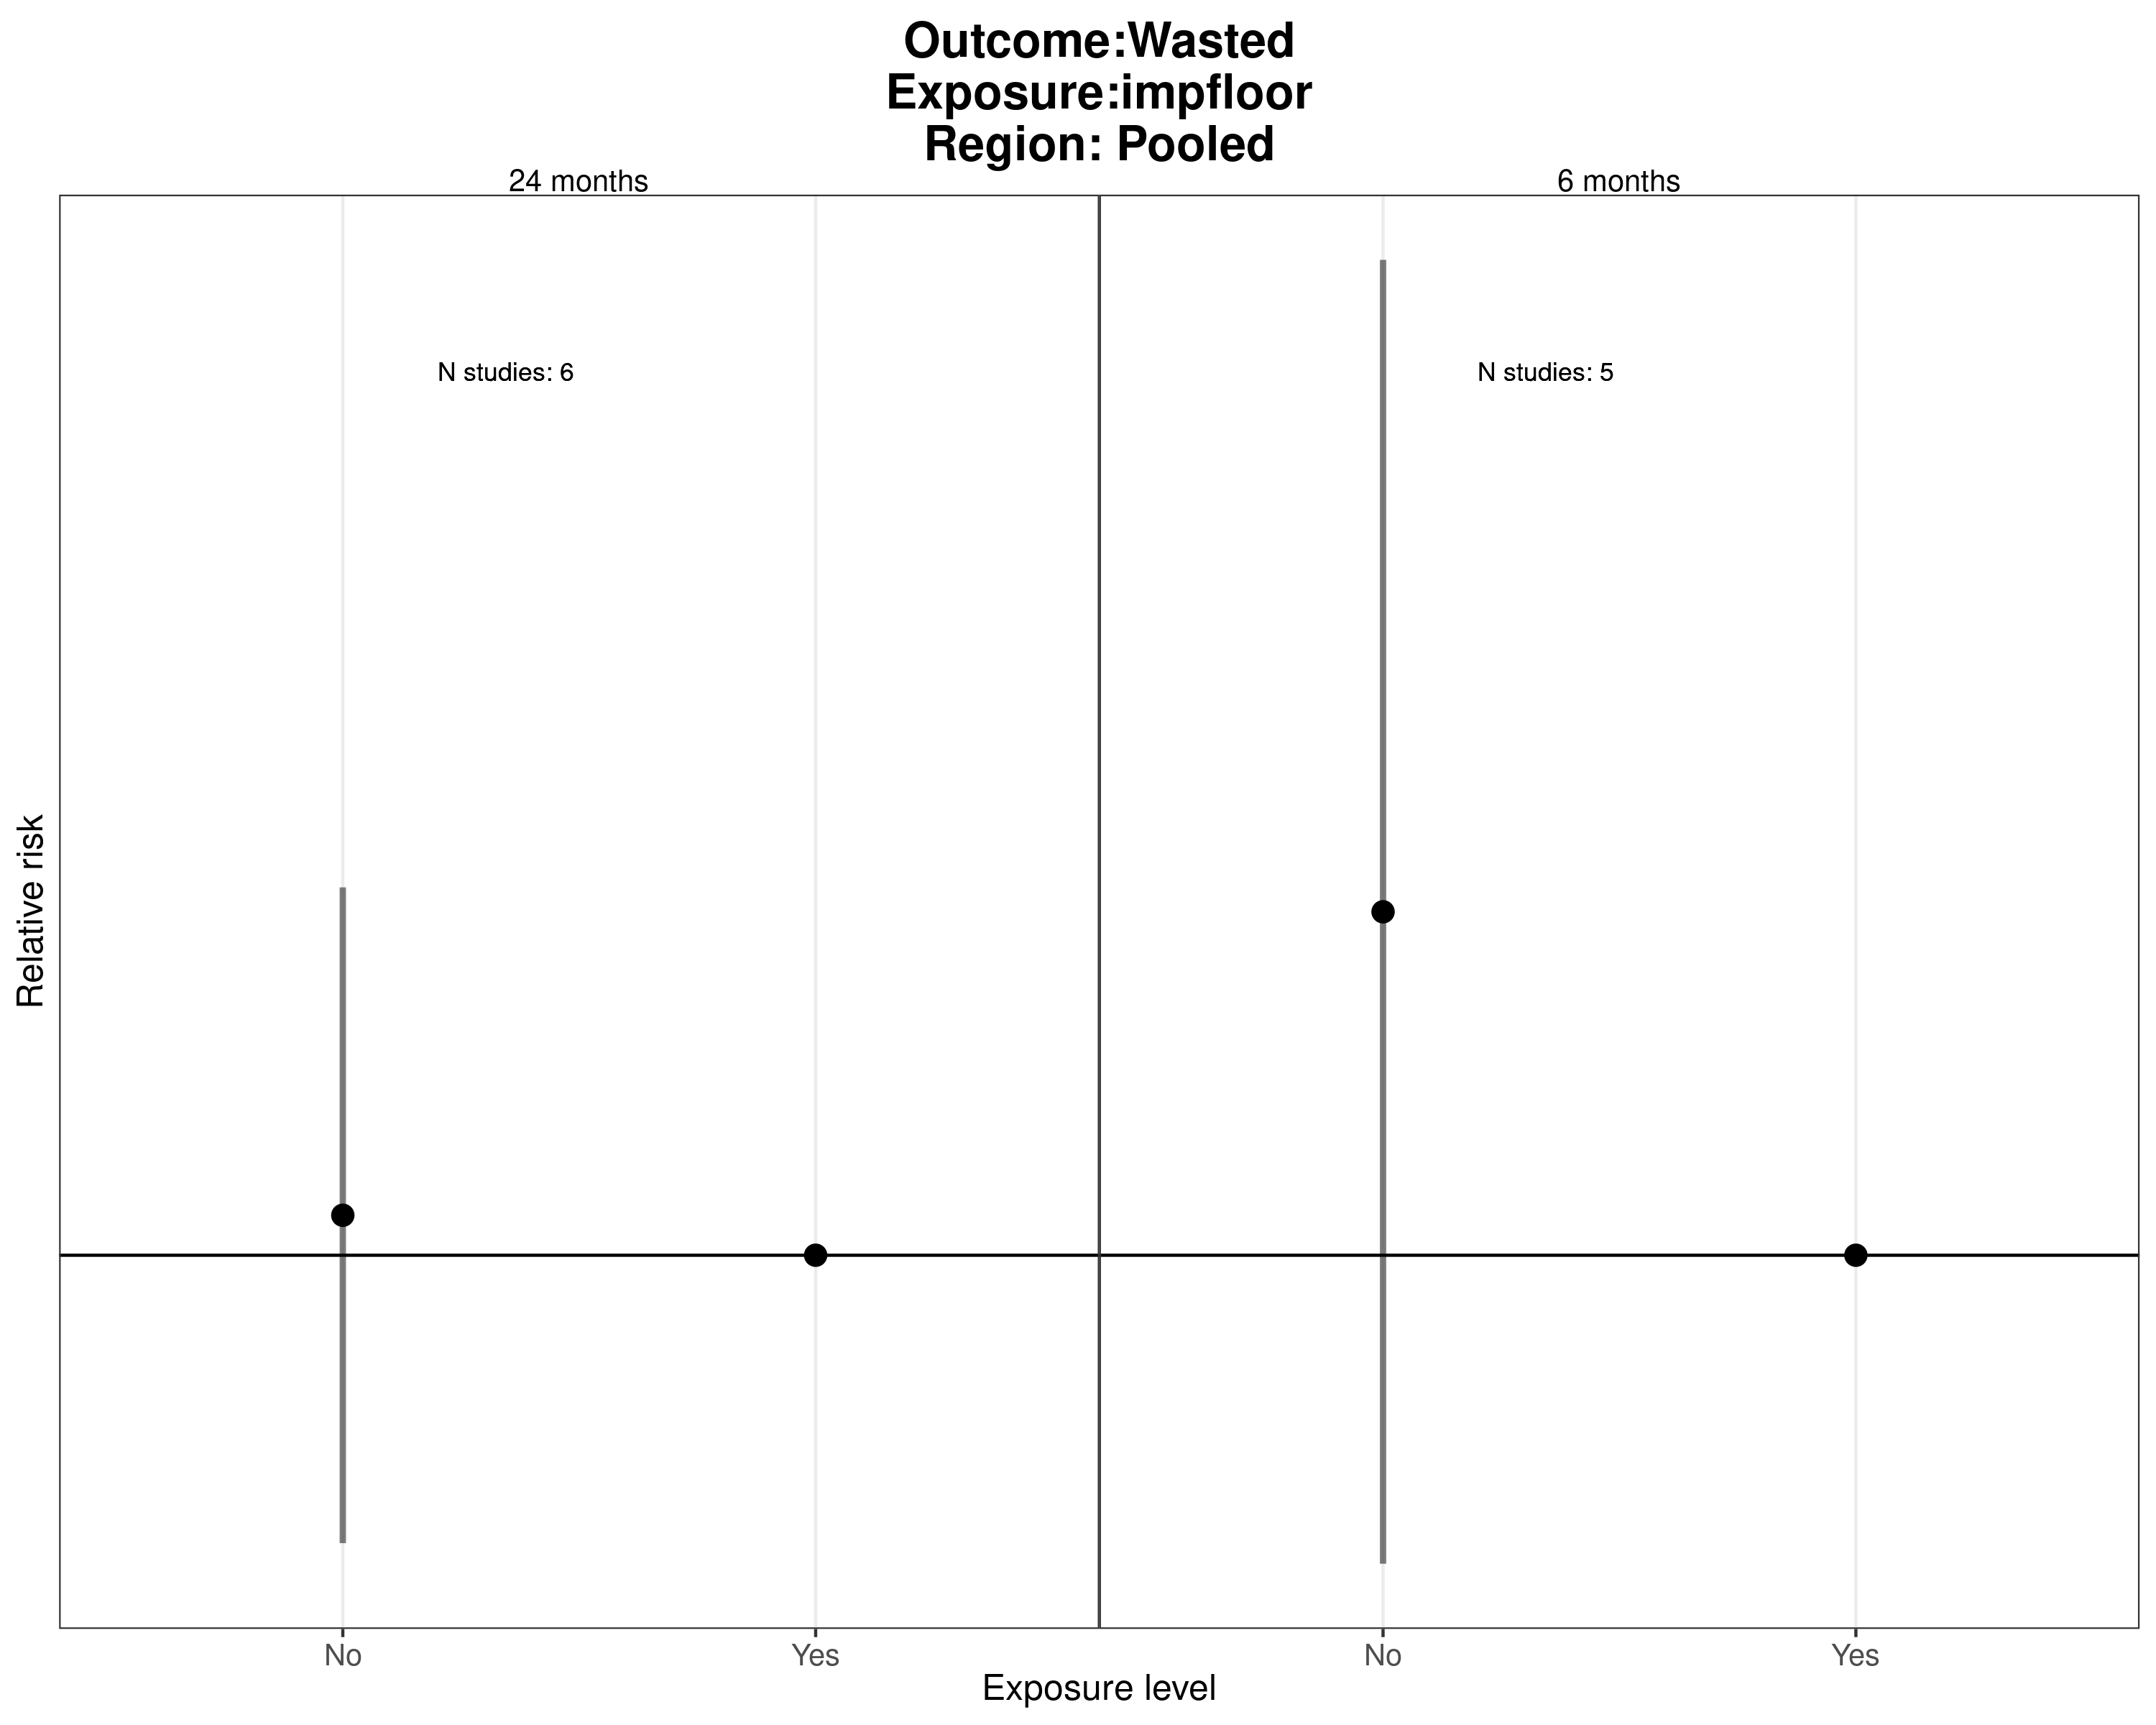 Outcome:Wasted
Exposure:impfloor
Region: Pooled
24 months
6 months
N studies: 6
N studies: 5
Relative risk
No
Yes
No
Yes
Exposure level